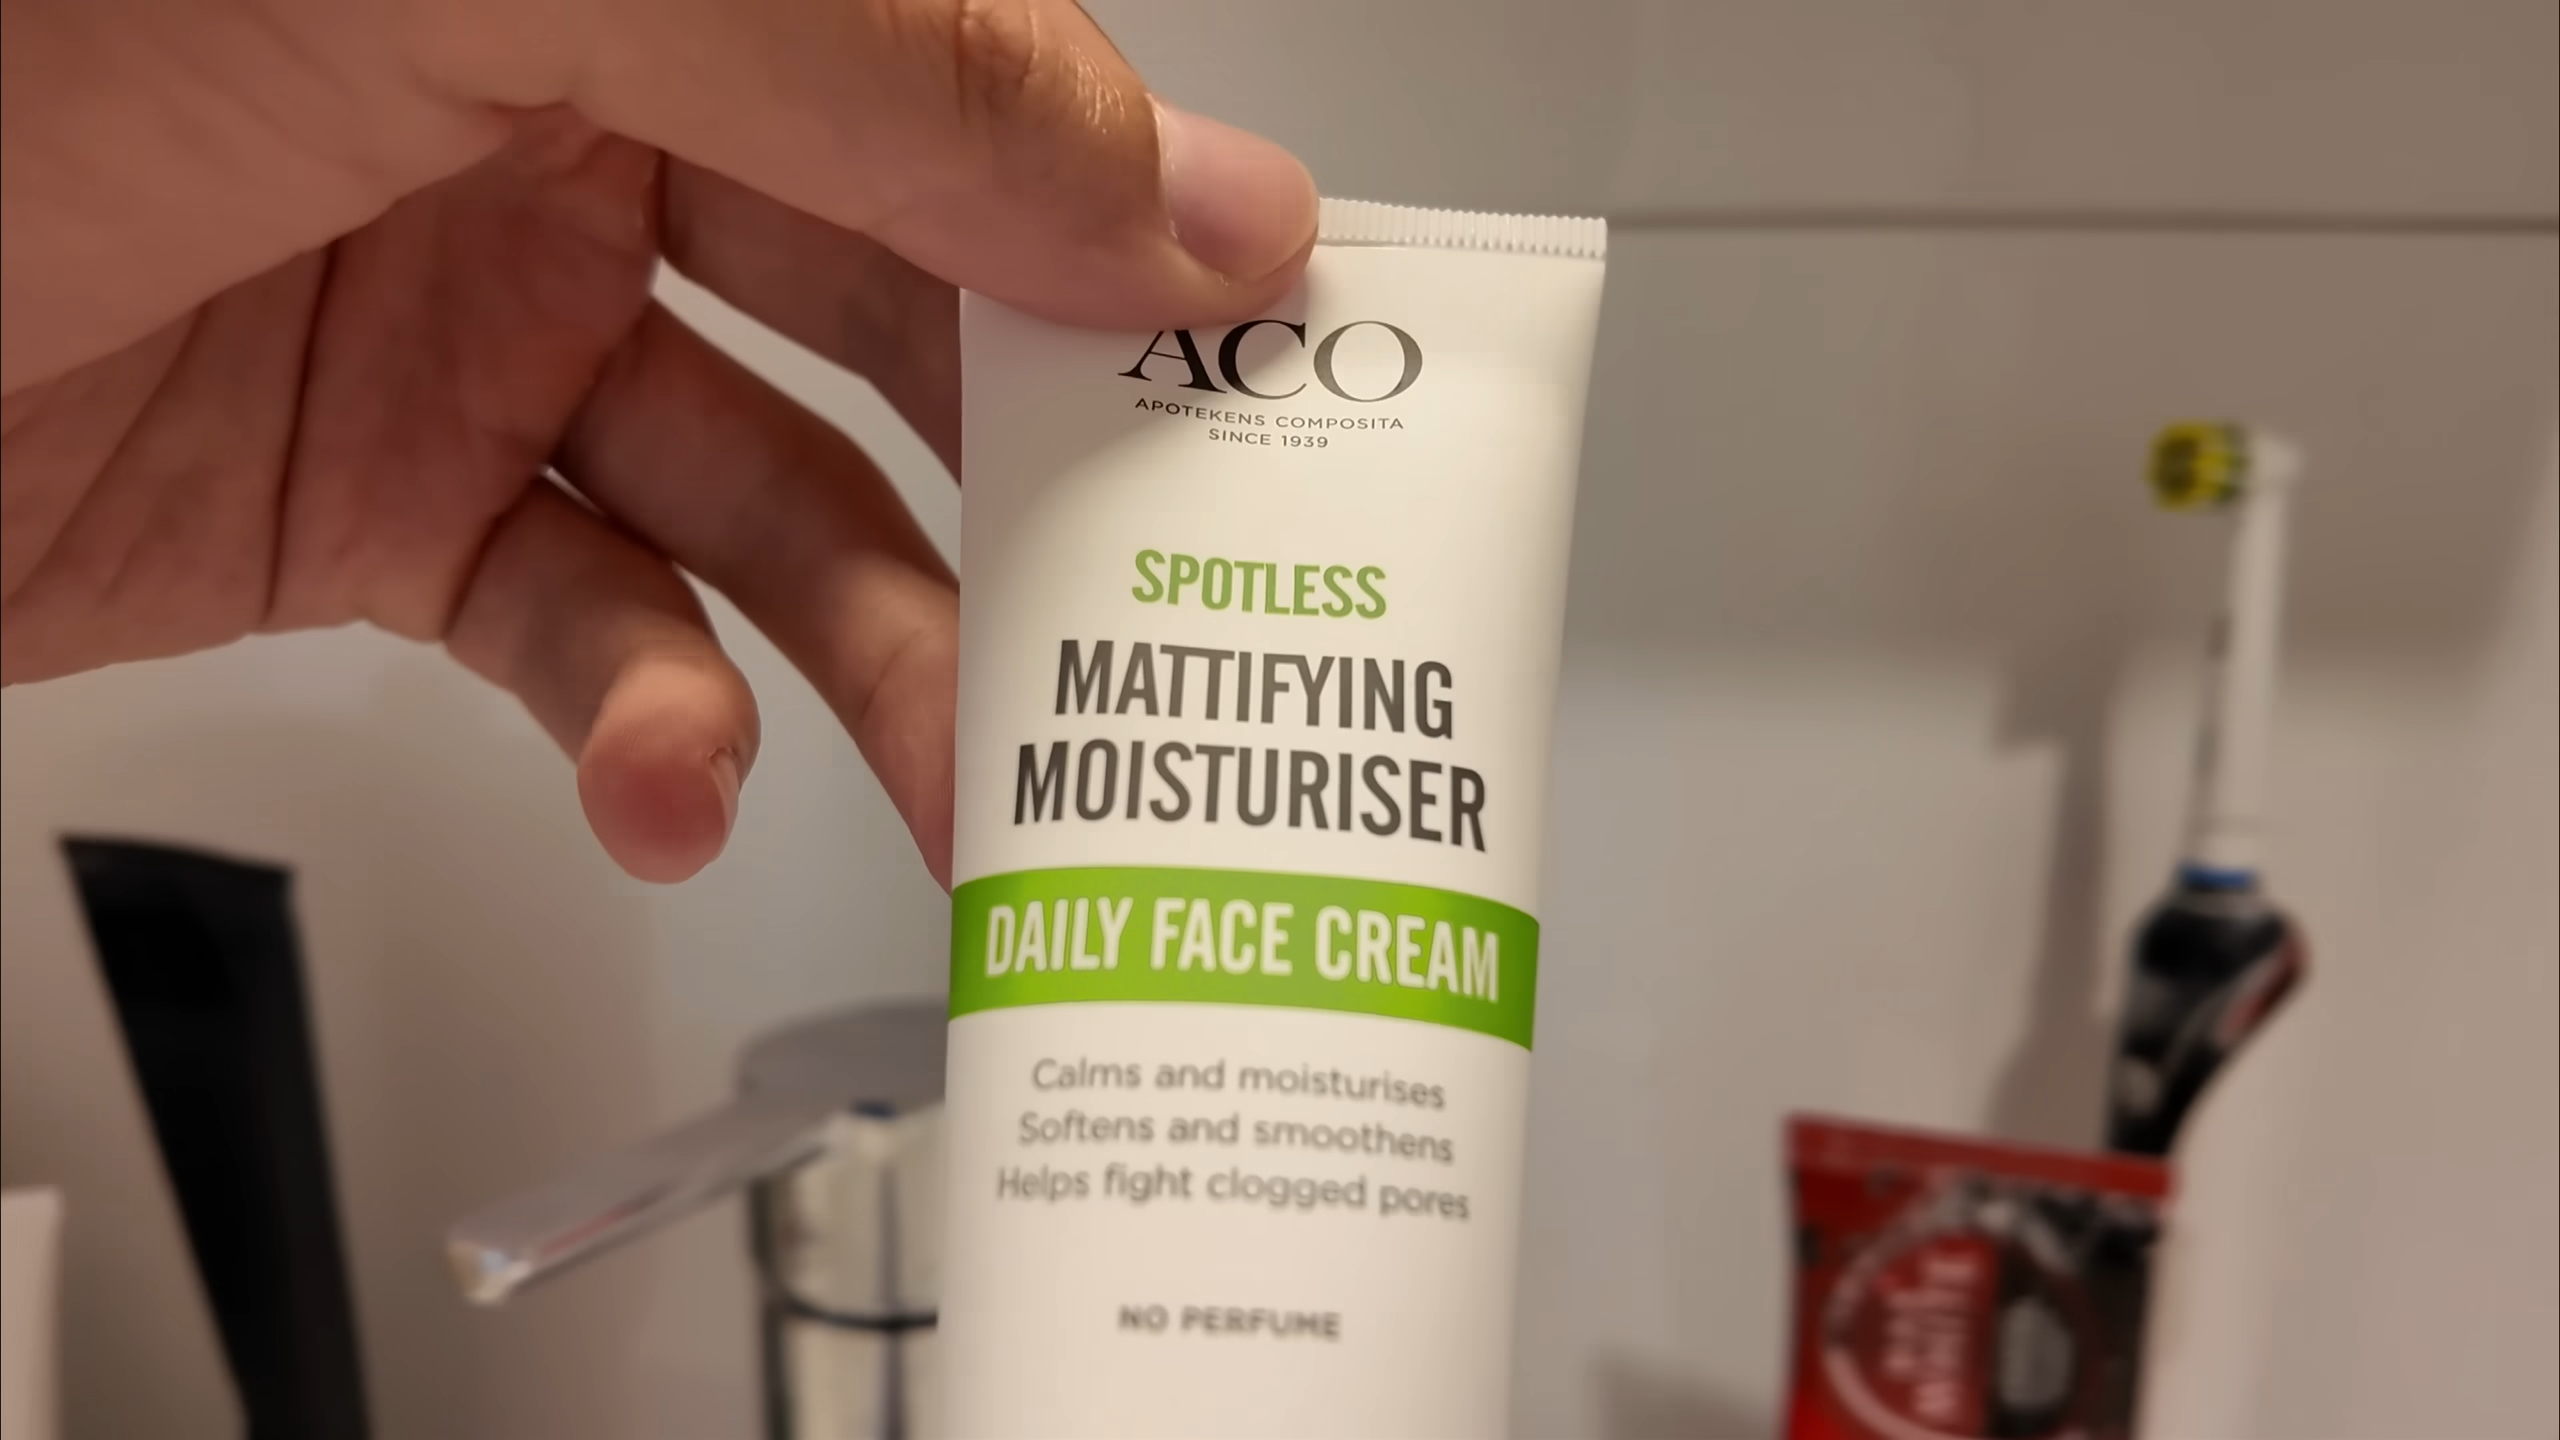 ACO
APOTEKENS COMPOSITA
SINCE 1939
SPOTLESS
MATTIFYING
MOISTURISER
DAILY FACE CREAM
Calms and moisturises
Softens and smoothens
Helps fight clogged pores
NO PERFUME
WHITE